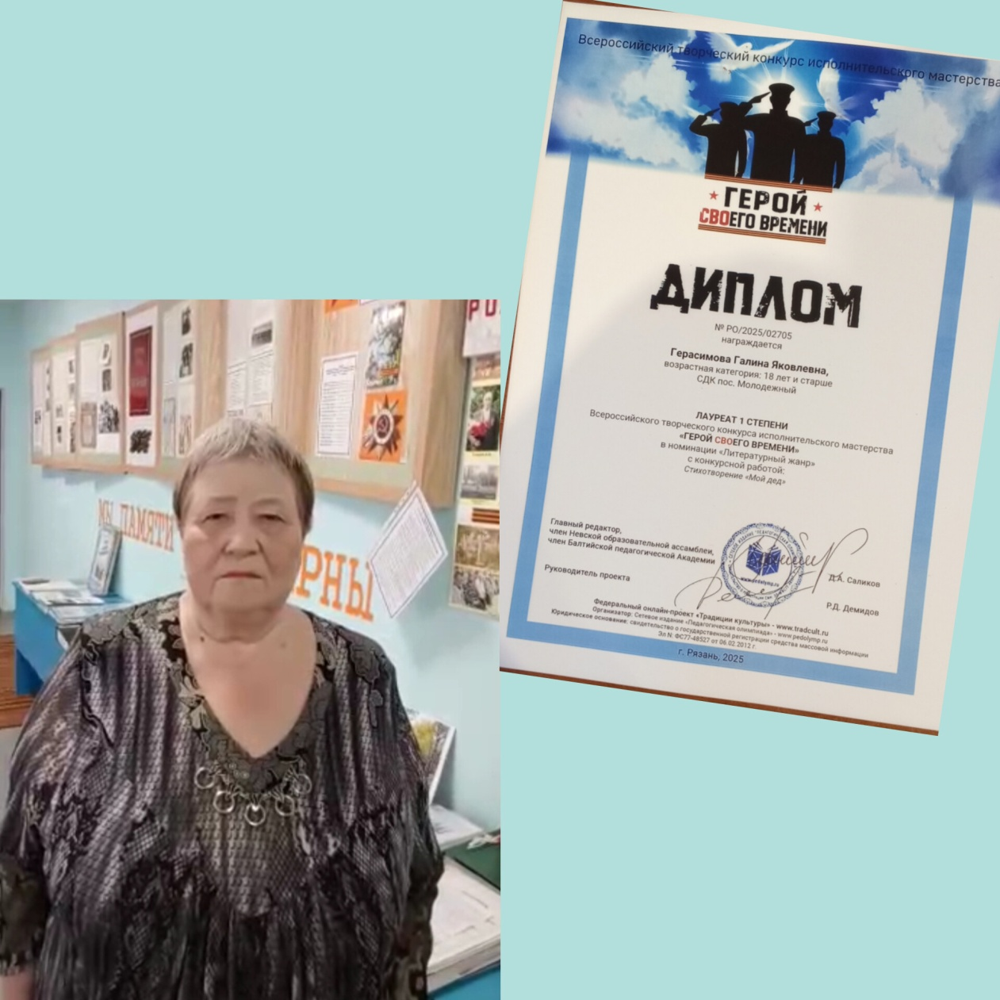 Всероссийский творческий конкурс исполнительского мастерства
ГЕРОЙ
СВОЕГО ВРЕМЕНИ
ДИПЛОМ
№ РО/2025/02705
награждается
Герасимова Галина Яковлевна,
возрастная категория: 18 лет и старше
СДК пос. Молодежный
ЛАУРЕАТ 1 СТЕПЕНИ
Всероссийского творческого конкурса исполнительского мастерства
«ГЕРОЙ СВОЕГО ВРЕМЕНИ»
в номинации «Литературный жанр»
с конкурсной работой:
Стихотворение «Мой дед»
Главный редактор,
член Невской образовательной ассамблеи,
член Балтийской педагогической Академии
Д.А. Саликов
Руководитель проекта
Р.Д. Демидов
www.pedolymp.ru
Федеральный онлайн-проект «Традиции культуры» - www.tradcult.ru
Организатор: Сетевое издание «Педагогическая олимпиада» - www.pedolymp.ru
Юридическое основание: свидетельство о государственной регистрации средства массовой информации
Эл N: ФС77-48527 от 06.02.2012 г.
г. Рязань, 2025
МЫ ПАМЯТИ
РНЫ